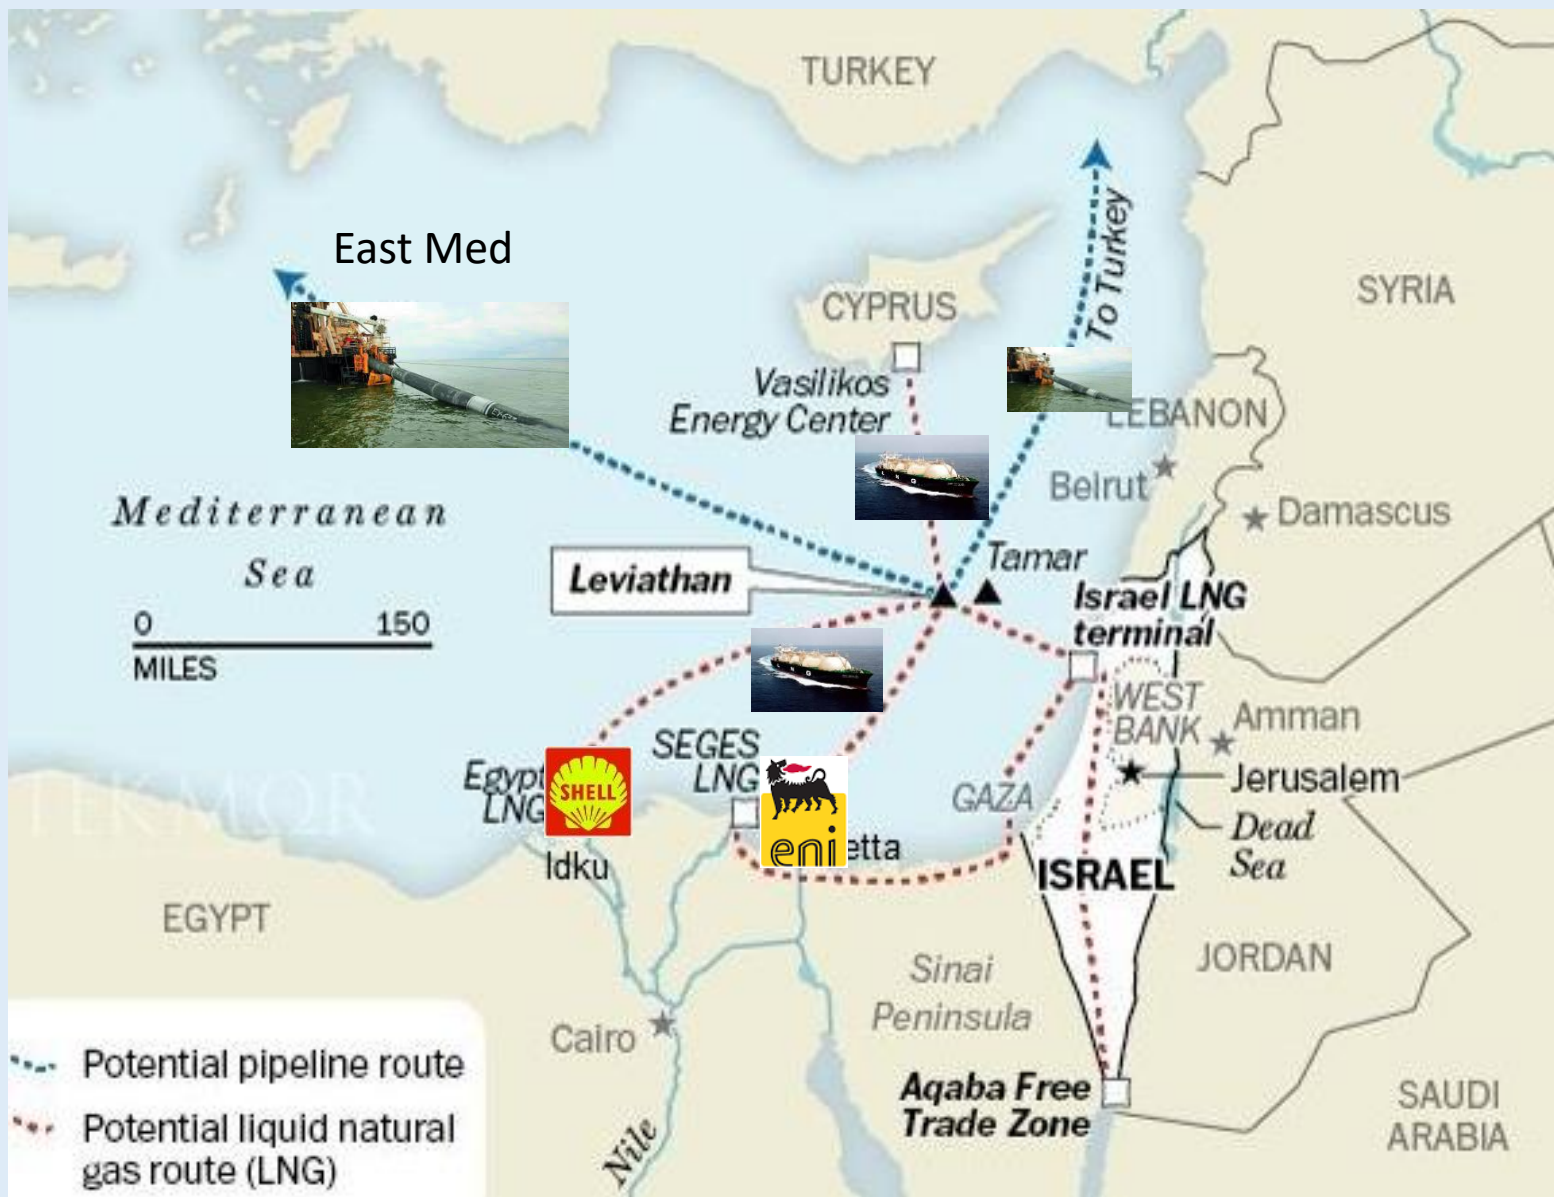 TURKEY
East Med
To Turkey
CYPRUS
SYRIA
Vasilikos
Energy Center
LEBANON
Beirut
Damascus
Mediterranean
Sea
0 150
MILES
Leviathan
Tamar
Israel LNG
terminal
WEST
BANK
Amman
Jerusalem
Dead
Sea
GAZA
ISRAEL
SEGES
LNG
Egypt
LNG
SHELL
Idku
eni
etta
TEKMOR
EGYPT
JORDAN
Sinai
Peninsula
Cairo
Nile
Aqaba Free
Trade Zone
SAUDI
ARABIA
Potential pipeline route
Potential liquid natural
gas route (LNG)